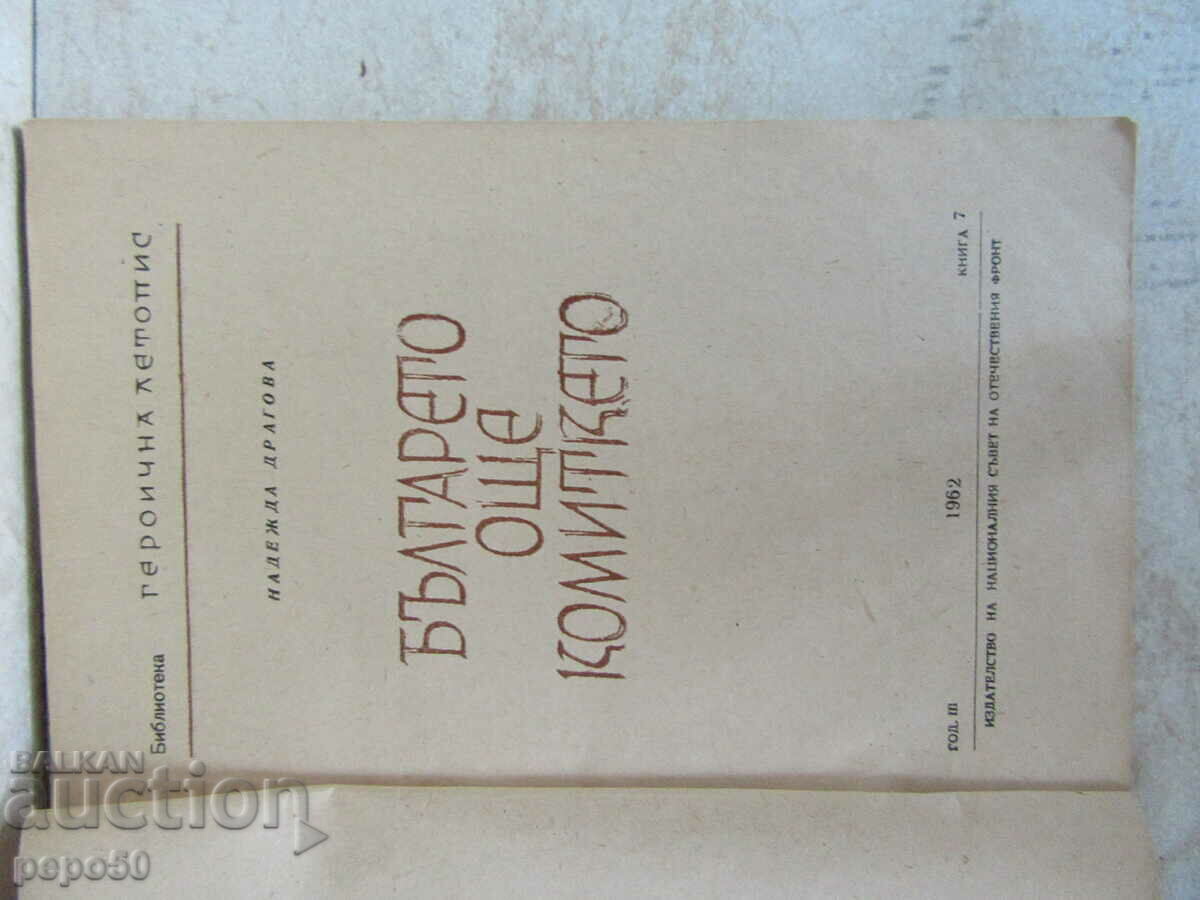 Библиотека ГЕРОИЧНА ЛЕТОПИС
НАДЕЖДА ДРАГОВА
БЪЛГАРЕТО
ОЩЕ
КОМИТКЕТО
ГОД. III 1962 КНИГА 7
ИЗДАТЕЛСТВО НА НАЦИОНАЛНИЯ СЪВЕТ НА ОТЕЧЕСТВЕНИЯ ФРОНТ
BALKAN
auction
pepo50